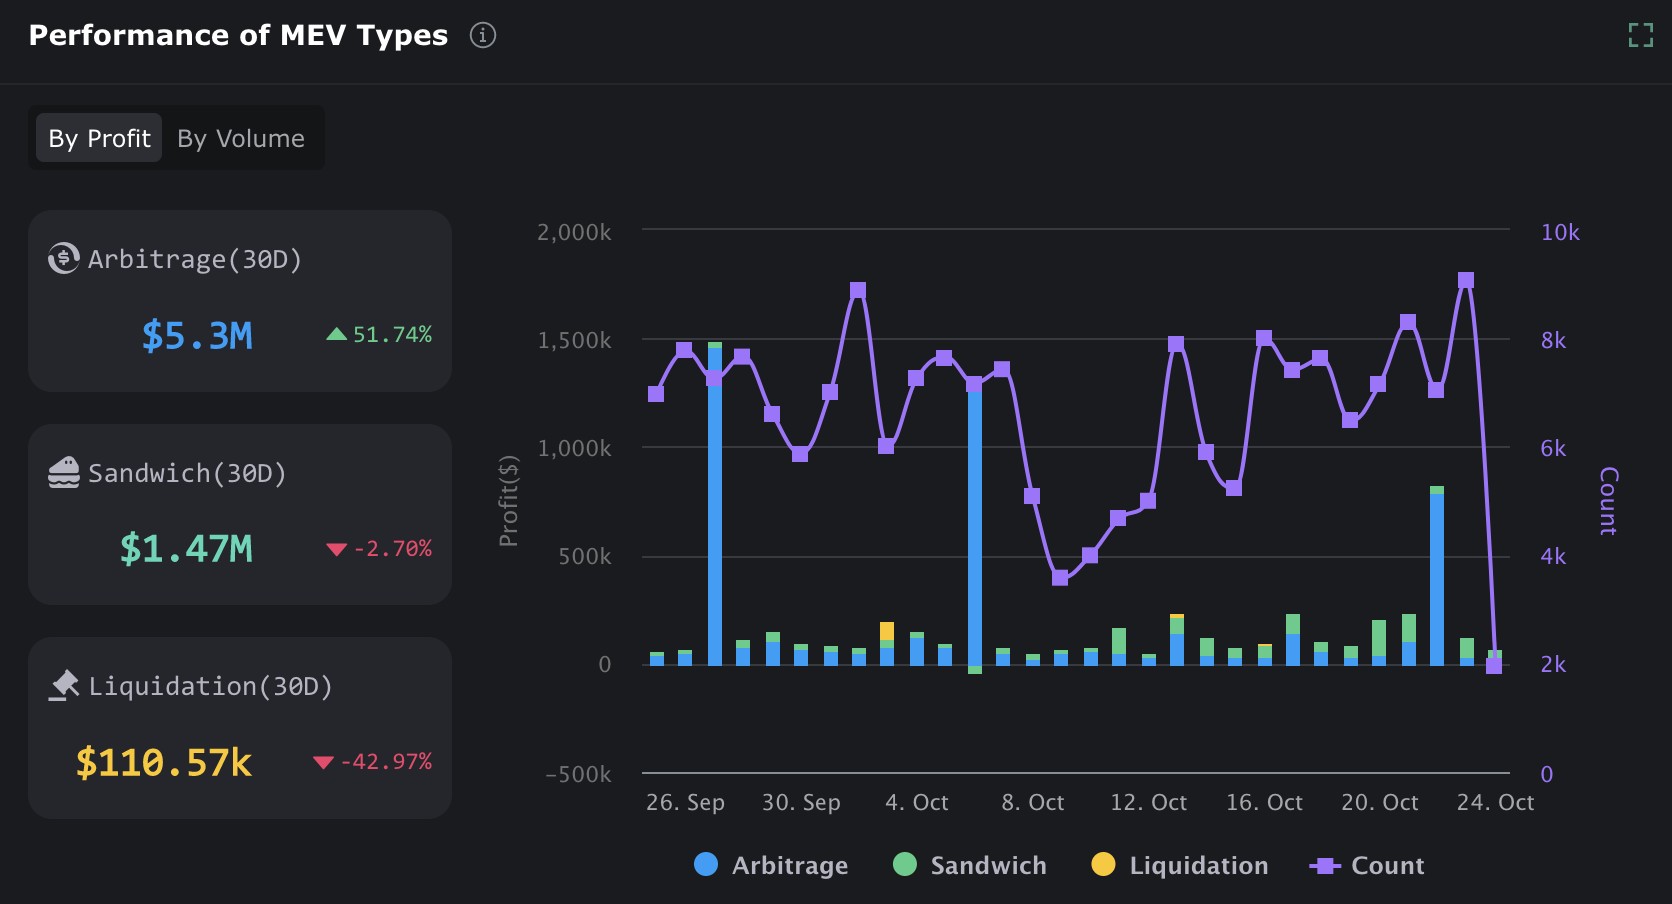 Performance of MEV Types
By Profit By Volume
Arbitrage(30D)
$5.3M 51.74%
Sandwich(30D)
$1.47M -2.70%
Liquidation(30D)
$110.57k -42.97%
Profit($)
2,000k
1,500k
1,000k
500k
0
−500k
10k
8k
6k
4k
2k
0
Count
26. Sep 30. Sep 4. Oct 8. Oct 12. Oct 16. Oct 20. Oct 24. Oct
Arbitrage Sandwich Liquidation Count